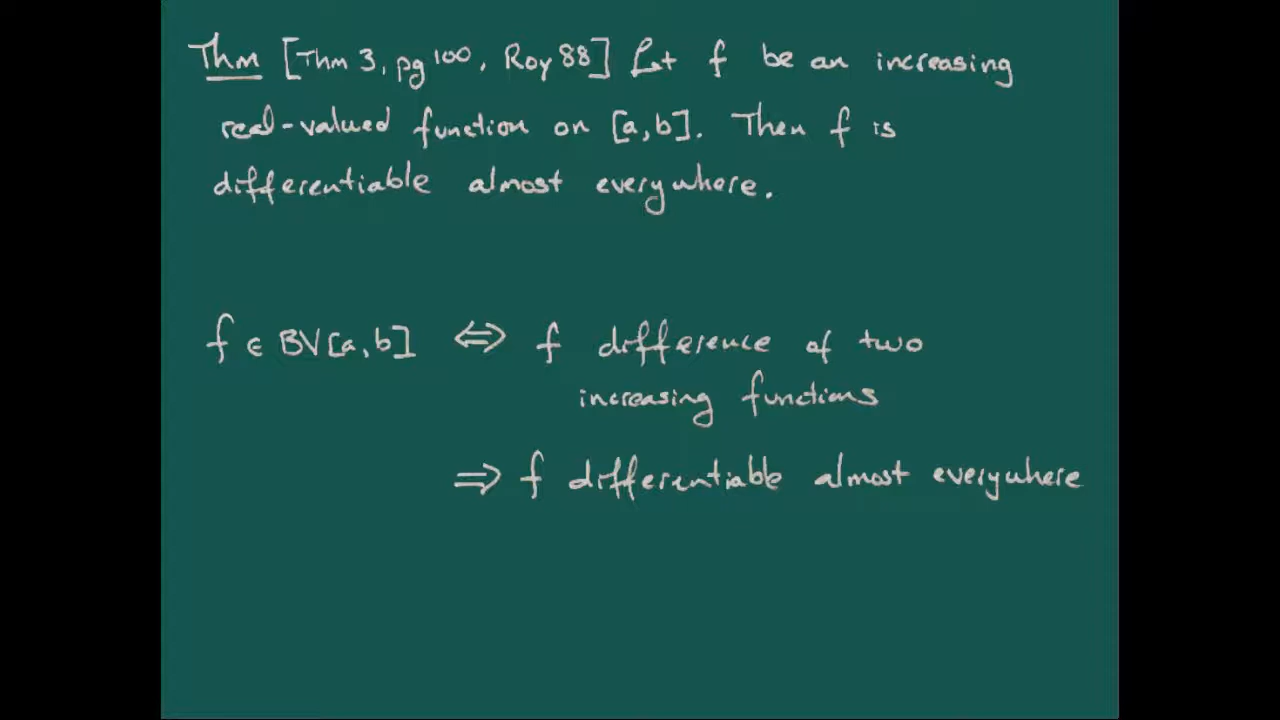 Thm [Thm 3, pg 100, Roy 88] Let f be an increasing
real-valued function on [a,b]. Then f is
differentiable almost everywhere.
f ∈ BV[a,b] ⇔ f difference of two
increasing functions
⇒ f differentiable almost everywhere